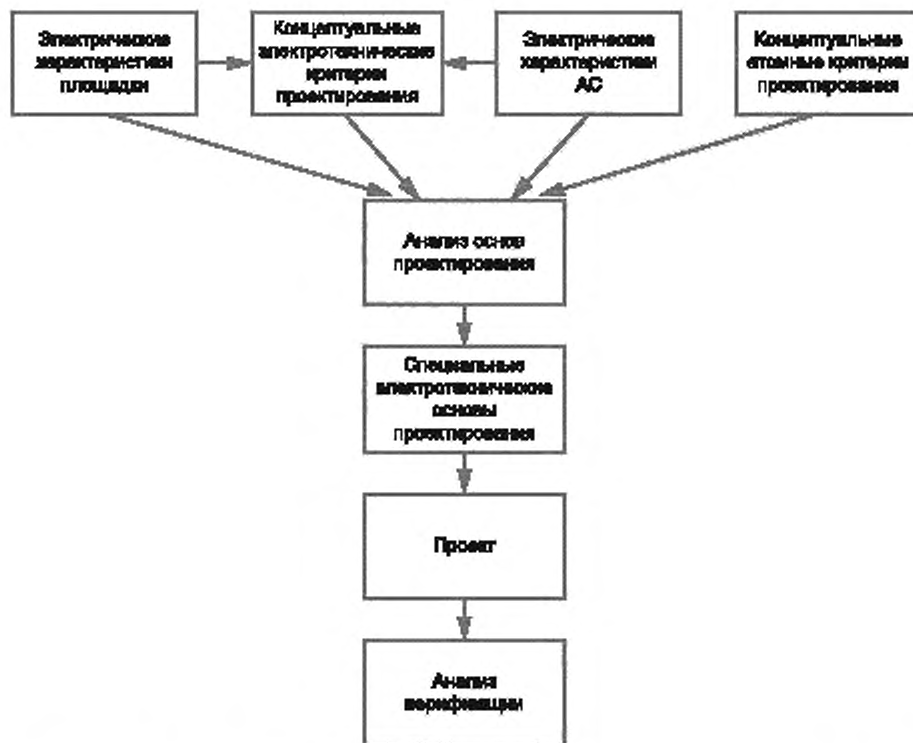 Электрические
характеристики
площадки
Концептуальные
электротехнические
критерии
проектирования
Электрические
характеристики
АС
Концептуальные
атомные критерии
проектирования
Анализ основ
проектирования
Специальные
электротехнические
основы
проектирования
Проект
Анализ
верификации